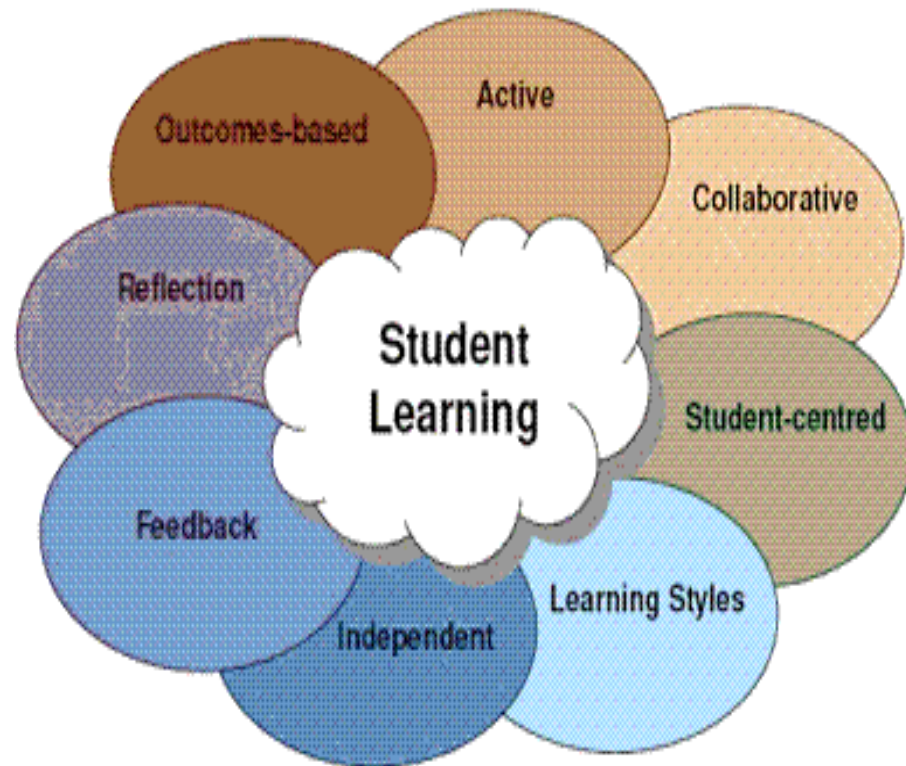 Active
Outcomes-based
Collaborative
Reflection
Student
Learning
Student-centred
Feedback
Learning Styles
Independent